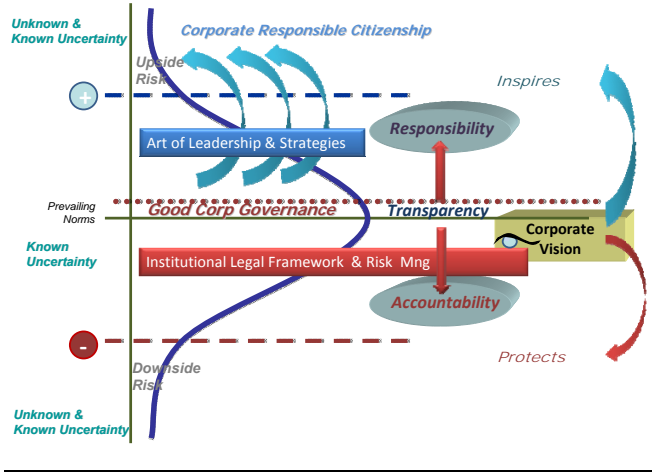 Unknown &
Known Uncertainty
Corporate Responsible Citizenship
Upside
Risk
+
Inspires
Responsibility
Art of Leadership & Strategies
Prevailing
Norms
Good Corp Governance
Transparency
Corporate
Vision
Known
Uncertainty
Institutional Legal Framework & Risk Mng
Accountability
-
Protects
Downside
Risk
Unknown &
Known Uncertainty